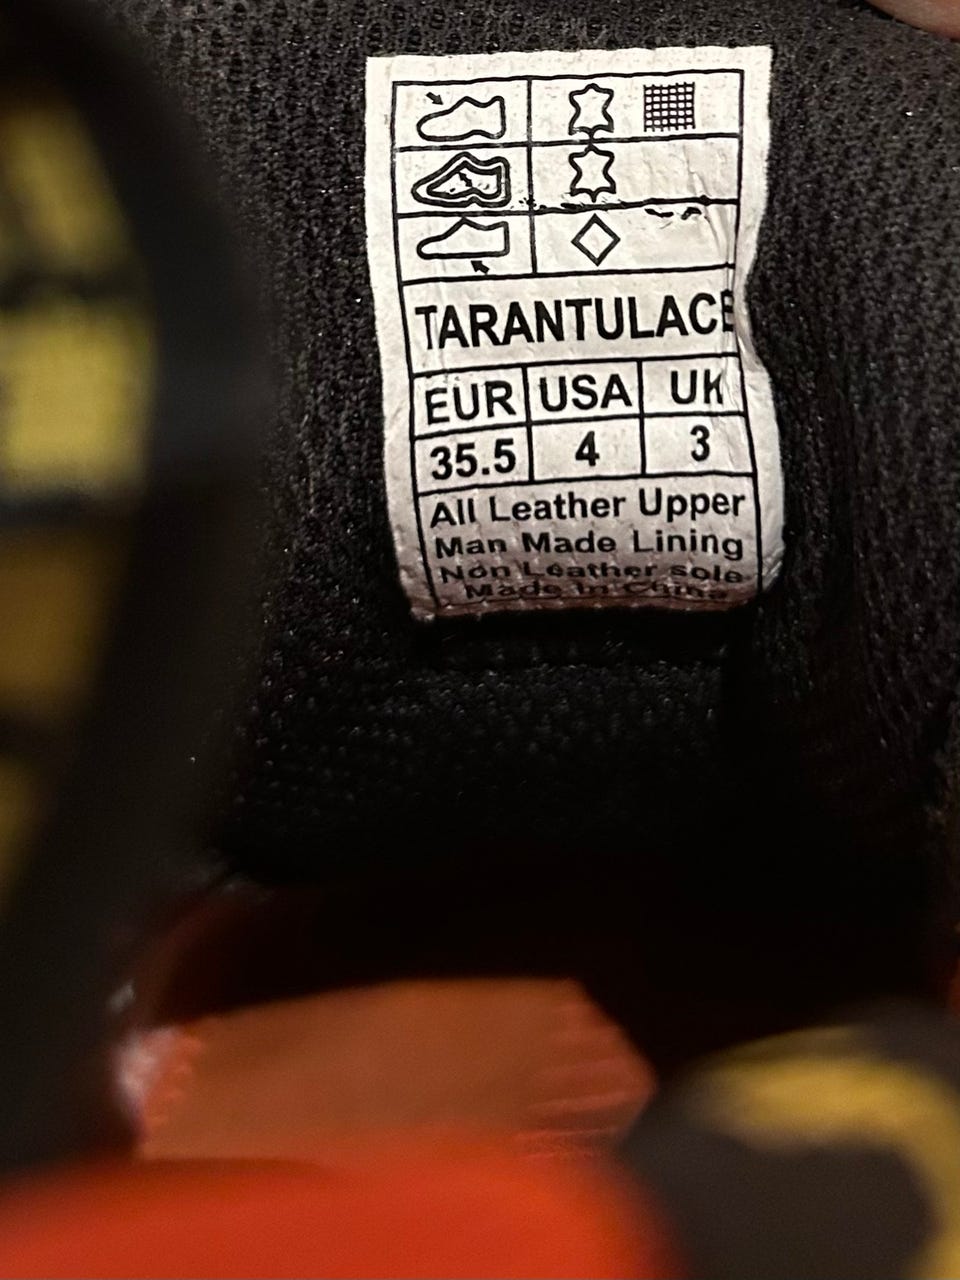 TARANTULACE
EUR USA UK
35.5 4 3
All Leather Upper
Man Made Lining
Non Leather sole
Made In China